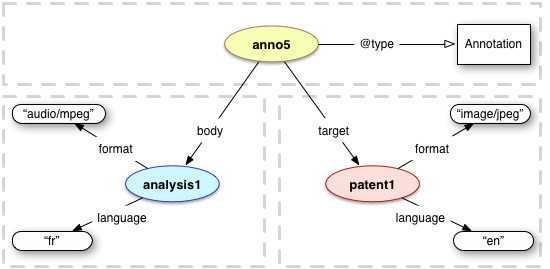 anno5
@type
Annotation
body
target
“audio/mpeg”
format
analysis1
language
“fr”
“image/jpeg”
format
patent1
language
“en”